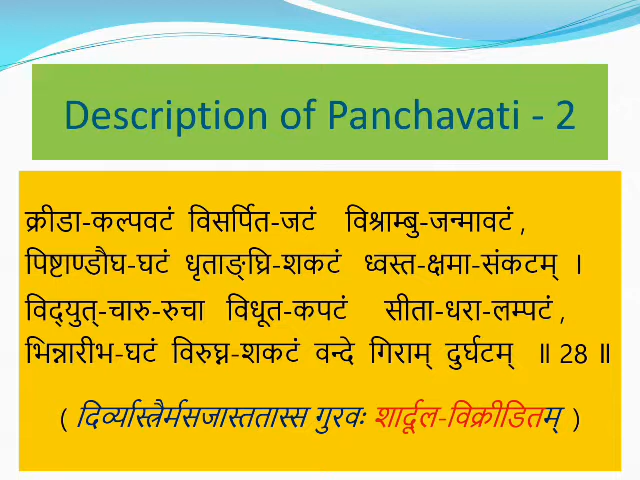 Description of Panchavati - 2
क्रीडा-कल्पवटं विसर्पित-जटं विश्राम्बु-जन्मावटं ,
पिष्टाण्डौघ-घटं धृताङ्घ्रि-शकटं ध्वस्त-क्षमा-संकटम् ।
विद्युत्-चारु-रुचा विधूत-कपटं सीता-धरा-लम्पटं ,
भिन्नारीभ-घटं विरुघ्न-शकटं वन्दे गिराम् दुर्घटम् ॥ 28 ॥
( दिर्व्यास्त्रैर्मसजास्ततास्स गुरवः शार्दूल-विक्रीडितम् )